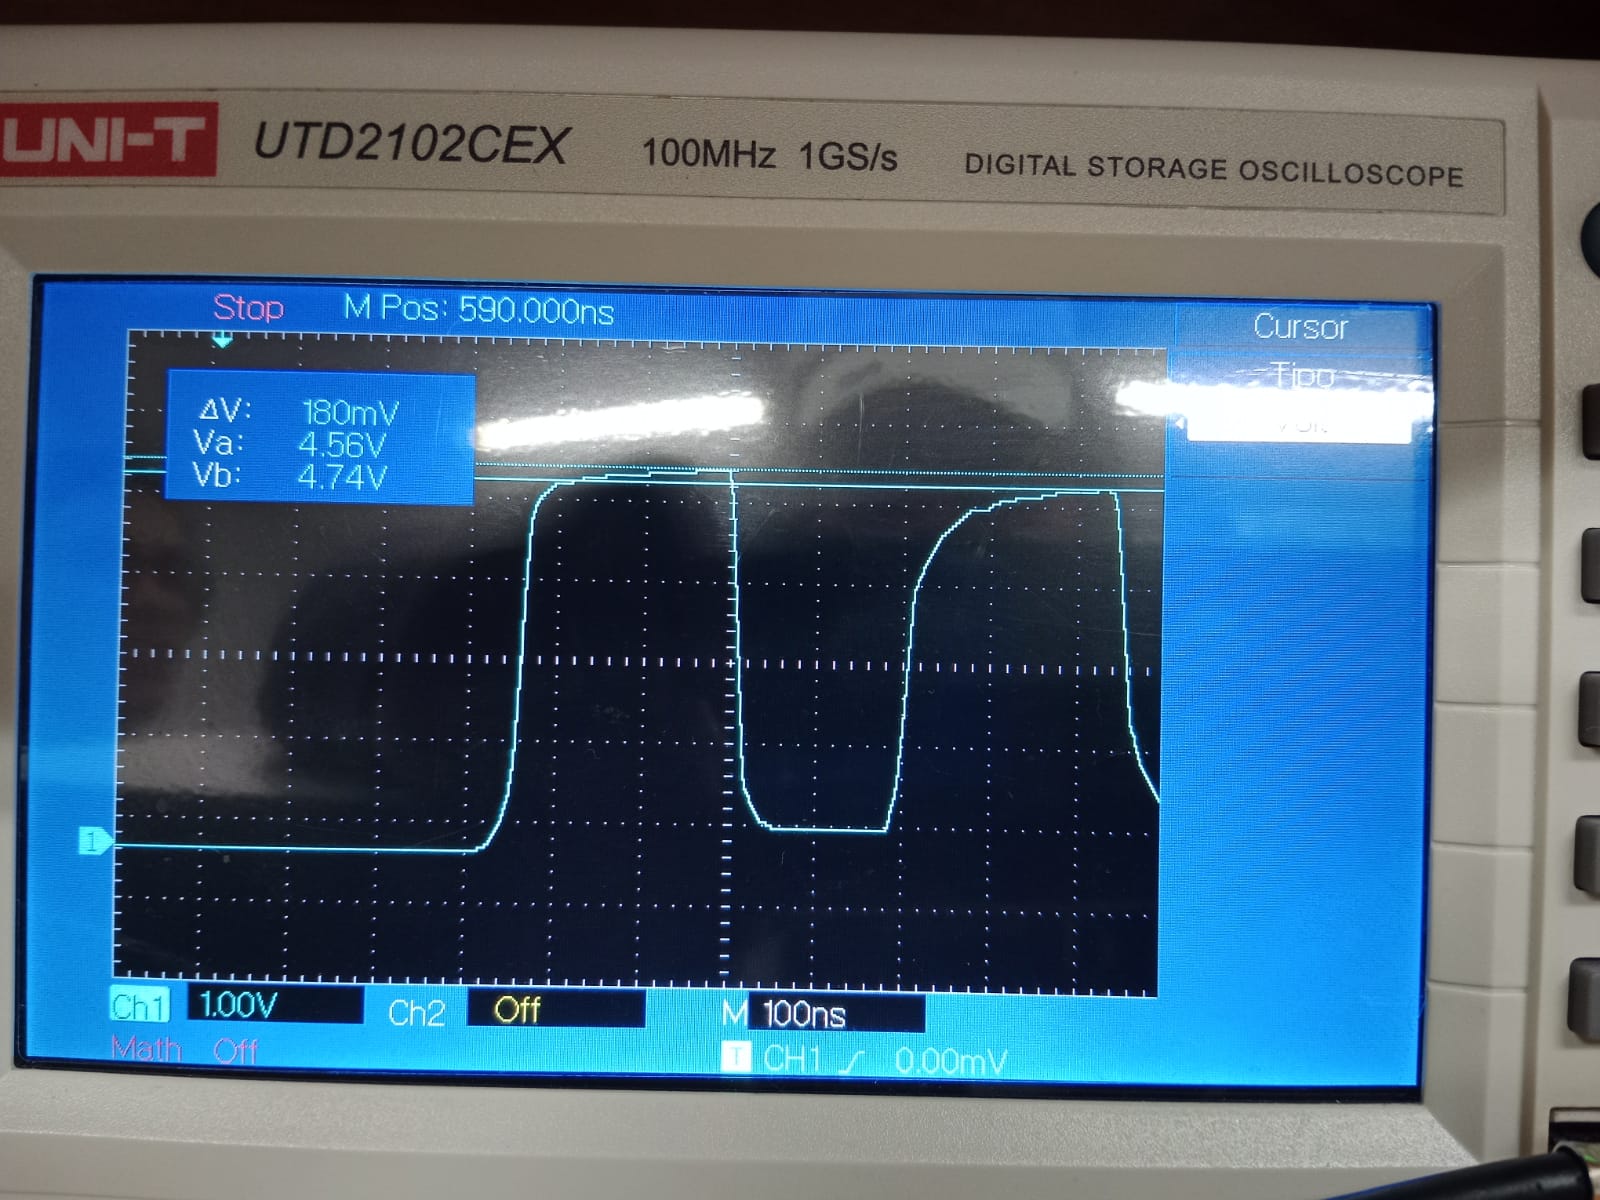 UNI-T UTD2102CEX 100MHz 1GS/s DIGITAL STORAGE OSCILLOSCOPE
Stop M Pos: 590.000ns
Cursor
Tipo
ΔV: 180mV
Va: 4.56V
Vb: 4.74V
1
Ch1 1.00V Ch2 Off M 100ns
Math Off T CH1 0.00mV